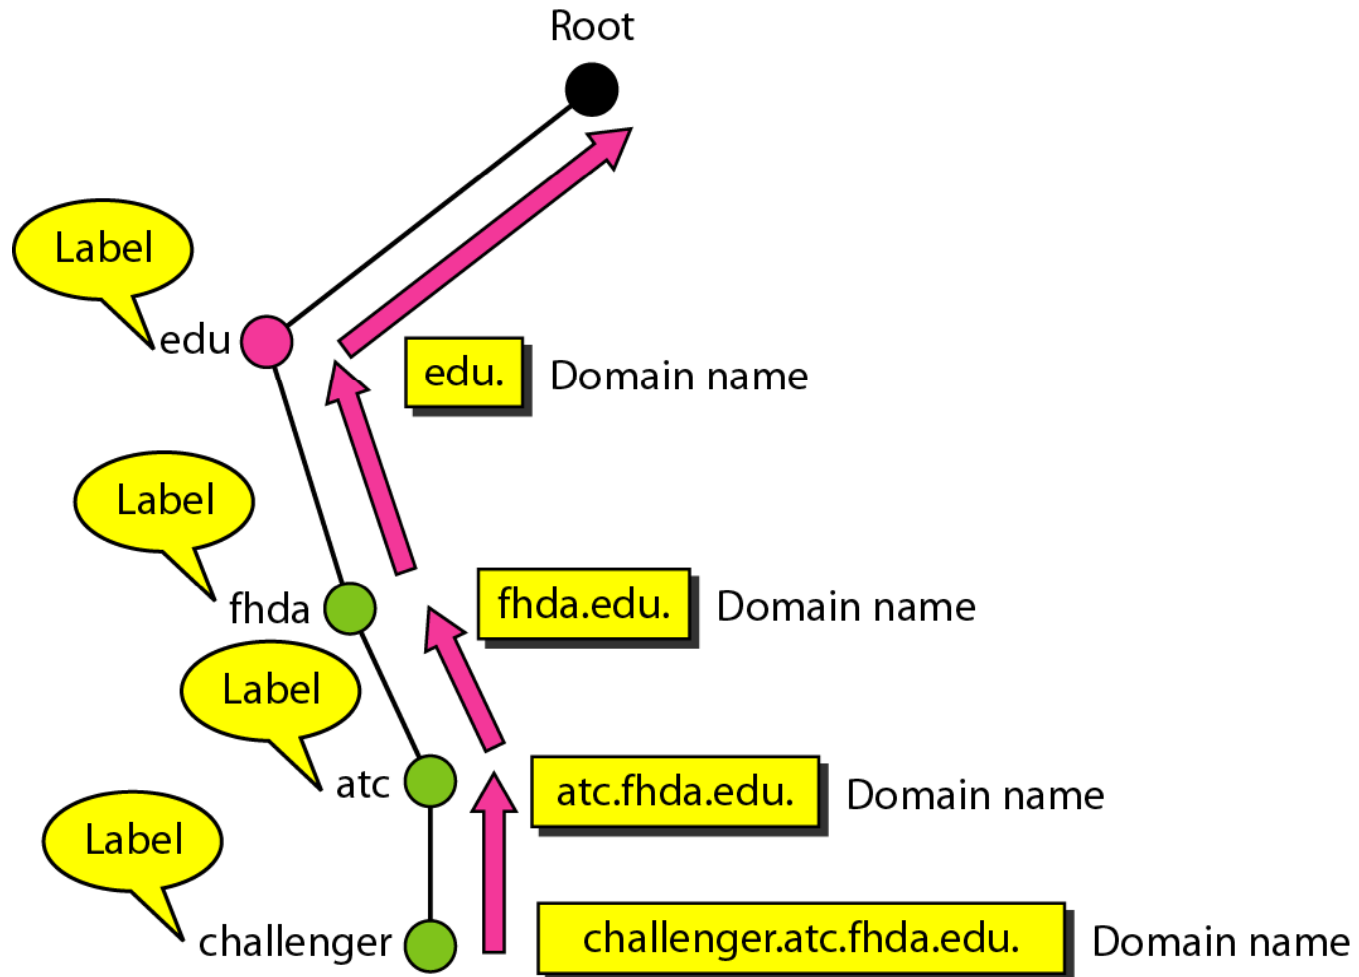 Root
Label
edu
edu. Domain name
Label
fhda
fhda.edu. Domain name
Label
atc
atc.fhda.edu. Domain name
Label
challenger
challenger.atc.fhda.edu. Domain name